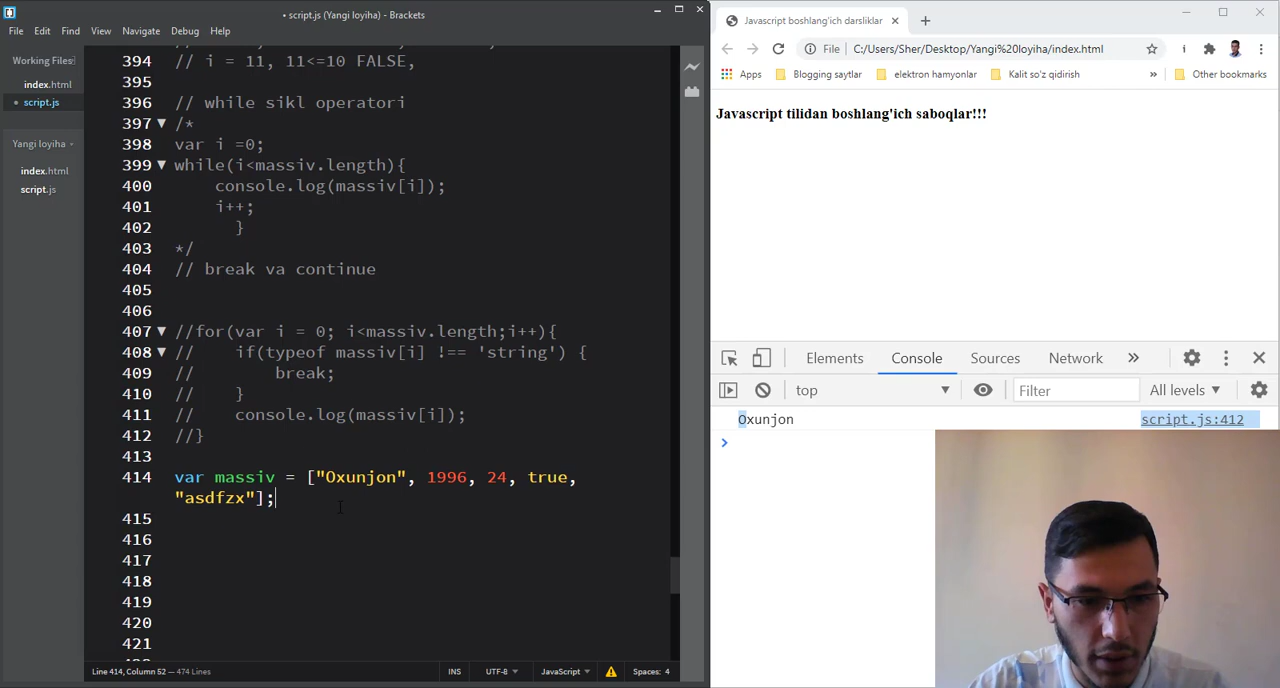 script.js (Yangi loyiha) - Brackets
File Edit Find View Navigate Debug Help
Working Files
index.html
script.js
Yangi loyiha
index.html
script.js
394 // i = 11, 11<=10 FALSE,
395
396 // while sikl operatori
397 /*
398 var i =0;
399 while(i<massiv.length){
400 console.log(massiv[i]);
401 i++;
402 }
403 */
404 // break va continue
405
406
407 //for(var i = 0; i<massiv.length;i++){
408 // if(typeof massiv[i] !== 'string') {
409 // break;
410 // }
411 // console.log(massiv[i]);
412 //}
413
414 var massiv = ["Oxunjon", 1996, 24, true,
"asdfzx"];
415
416
417
418
419
420
421
Line 414, Column 52 — 474 Lines
INS UTF-8 JavaScript Spaces: 4
Javascript boshlang'ich darsliklar
File C:/Users/Sher/Desktop/Yangi%20loyiha/index.html
Apps Blogging saytlar elektron hamyonlar Kalit so'z qidirish » Other bookmarks
Javascript tilidan boshlang'ich saboqlar!!!
Elements Console Sources Network »
top Filter All levels
Oxunjon script.js:412